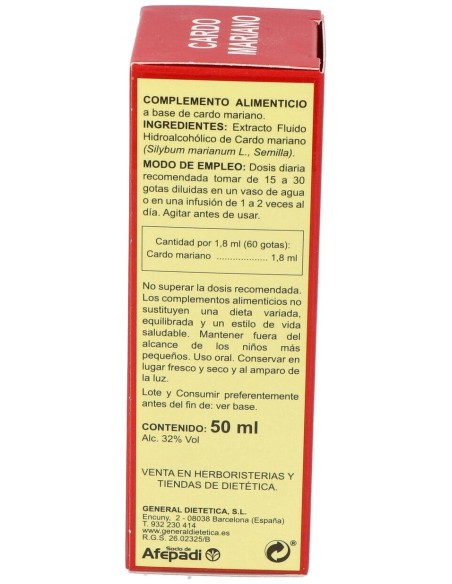 CARDO
MARIANO
COMPLEMENTO ALIMENTICIO
a base de cardo mariano.
INGREDIENTES: Extracto Fluido
Hidroalcohólico de Cardo mariano
(Silybum marianum L., Semilla).
MODO DE EMPLEO: Dosis diaria
recomendada tomar de 15 a 30
gotas diluidas en un vaso de agua
o en una infusión de 1 a 2 veces al
día. Agitar antes de usar.
Cantidad por 1,8 ml (60 gotas):
Cardo mariano ................... 1,8 ml
No superar la dosis recomendada.
Los complementos alimenticios no
sustituyen una dieta variada,
equilibrada y un estilo de vida
saludable. Mantener fuera del
alcance de los niños más
pequeños. Uso oral. Conservar en
lugar fresco y seco y al amparo de
la luz.
Lote y Consumir preferentemente
antes del fin de: ver base.
CONTENIDO: 50 ml
Alc. 32% Vol
VENTA EN HERBORISTERIAS Y
TIENDAS DE DIETÉTICA.
GENERAL DIETETICA, S.L.
Encuny, 2 - 08038 Barcelona (España)
T. 932 230 414
www.generaldietetica.es
R.G.S. 26.02325/B
Socio de
Afepadi